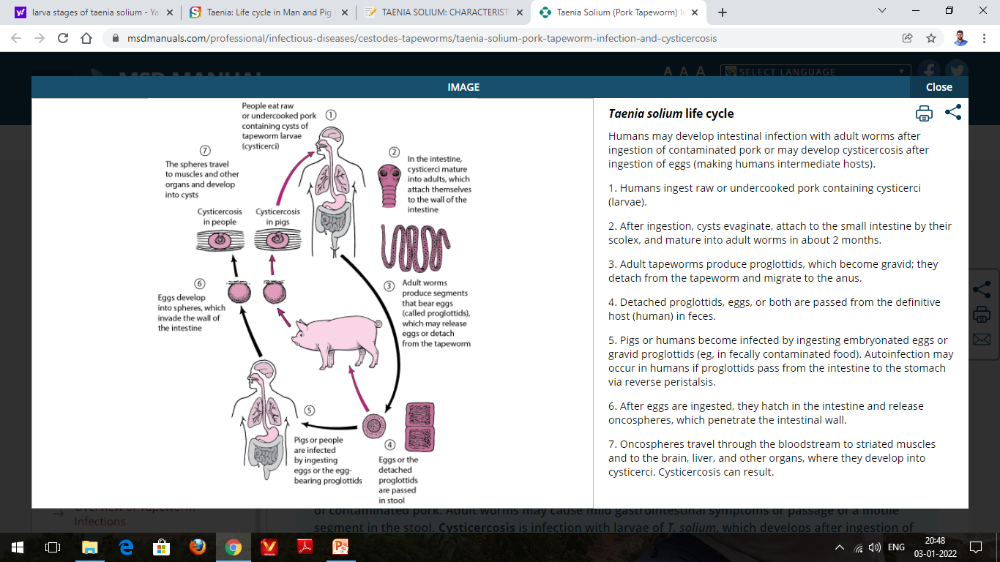 larva stages of taenia solium - Ya
Taenia: Life cycle in Man and Pig
TAENIA SOLIUM: CHARACTERIST
Taenia Solium (Pork Tapeworm) I
msdmanuals.com/professional/infectious-diseases/cestodes-tapeworms/taenia-solium-pork-tapeworm-infection-and-cysticercosis
MSD MANUAL
A A A
SELECT LANGUAGE
IMAGE
Close
People eat raw
or undercooked pork
containing cysts of
tapeworm larvae
(cysticerci)
1
2
In the intestine,
cysticerci mature
into adults, which
attach themselves
to the wall of the
intestine
7
The spheres travel
to muscles and other
organs and develop
into cysts
Cysticercosis
in people
Cysticercosis
in pigs
3
Adult worms
produce segments
that bear eggs
(called proglottids),
which may release
eggs or detach
from the tapeworm
6
Eggs develop
into spheres, which
invade the wall of
the intestine
5
Pigs or people
are infected
by ingesting
eggs or the egg-
bearing proglottids
4
Eggs or the
detached
proglottids
are passed
in stool
Taenia solium life cycle
Humans may develop intestinal infection with adult worms after
ingestion of contaminated pork or may develop cysticercosis after
ingestion of eggs (making humans intermediate hosts).
1. Humans ingest raw or undercooked pork containing cysticerci
(larvae).
2. After ingestion, cysts evaginate, attach to the small intestine by their
scolex, and mature into adult worms in about 2 months.
3. Adult tapeworms produce proglottids, which become gravid; they
detach from the tapeworm and migrate to the anus.
4. Detached proglottids, eggs, or both are passed from the definitive
host (human) in feces.
5. Pigs or humans become infected by ingesting embryonated eggs or
gravid proglottids (eg, in fecally contaminated food). Autoinfection may
occur in humans if proglottids pass from the intestine to the stomach
via reverse peristalsis.
6. After eggs are ingested, they hatch in the intestine and release
oncospheres, which penetrate the intestinal wall.
7. Oncospheres travel through the bloodstream to striated muscles
and to the brain, liver, and other organs, where they develop into
cysticerci. Cysticercosis can result.
Infections
of contaminated pork. Adult worms may cause mild gastrointestinal symptoms or passage of a motile
segment in the stool. Cysticercosis is infection with larvae of T. solium, which develops after ingestion of
ENG
20:48
03-01-2022